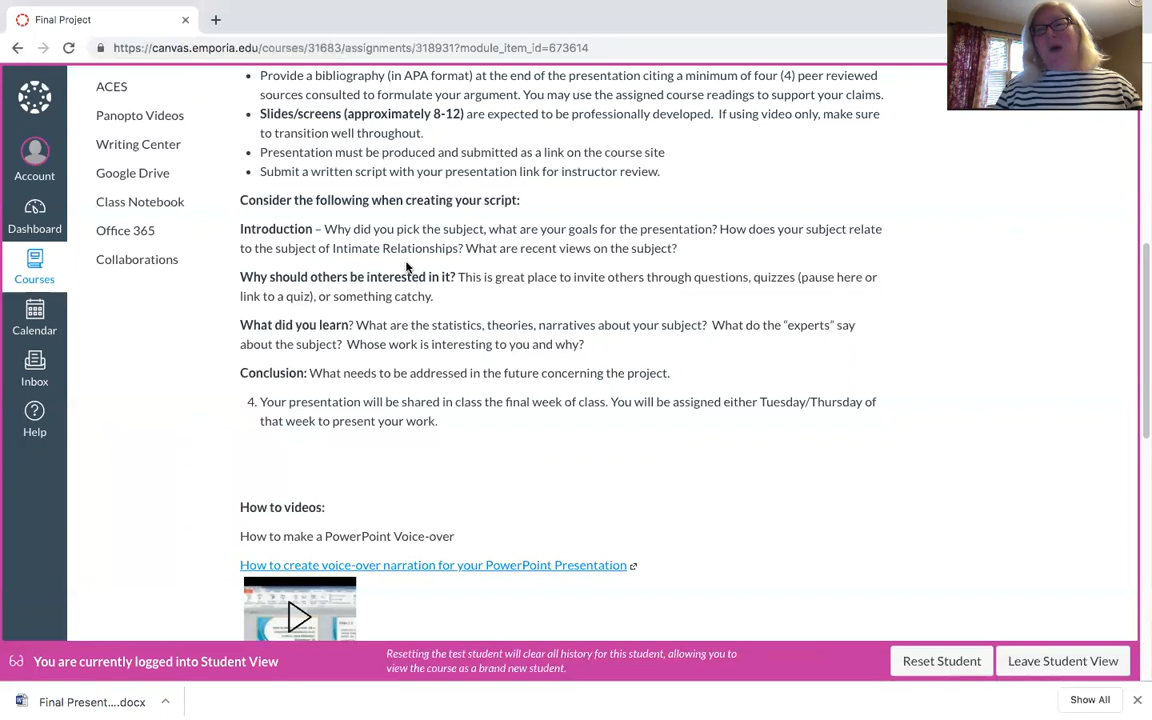 Final Project
https://canvas.emporia.edu/courses/31683/assignments/318931?module_item_id=673614
Account
Dashboard
Courses
Calendar
Inbox
Help
ACES
Panopto Videos
Writing Center
Google Drive
Class Notebook
Office 365
Collaborations
• Provide a bibliography (in APA format) at the end of the presentation citing a minimum of four (4) peer reviewed
sources consulted to formulate your argument. You may use the assigned course readings to support your claims.
• Slides/screens (approximately 8-12) are expected to be professionally developed. If using video only, make sure
to transition well throughout.
• Presentation must be produced and submitted as a link on the course site
• Submit a written script with your presentation link for instructor review.
Consider the following when creating your script:
Introduction – Why did you pick the subject, what are your goals for the presentation? How does your subject relate
to the subject of Intimate Relationships? What are recent views on the subject?
Why should others be interested in it? This is great place to invite others through questions, quizzes (pause here or
link to a quiz), or something catchy.
What did you learn? What are the statistics, theories, narratives about your subject? What do the “experts” say
about the subject? Whose work is interesting to you and why?
Conclusion: What needs to be addressed in the future concerning the project.
4. Your presentation will be shared in class the final week of class. You will be assigned either Tuesday/Thursday of
that week to present your work.
How to videos:
How to make a PowerPoint Voice-over
How to create voice-over narration for your PowerPoint Presentation
You are currently logged into Student View
Resetting the test student will clear all history for this student, allowing you to
view the course as a brand new student.
Reset Student
Leave Student View
Final Present....docx
Show All